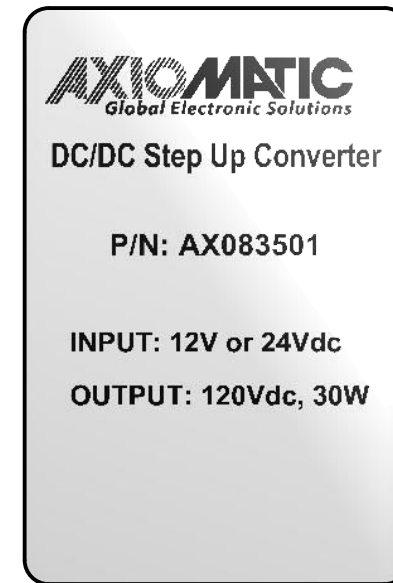 AXIOMATIC
Global Electronic Solutions
DC/DC Step Up Converter
P/N: AX083501
INPUT: 12V or 24Vdc
OUTPUT: 120Vdc, 30W